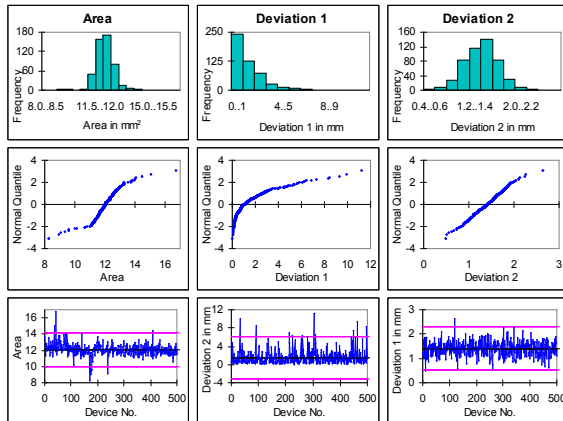 Area
180
120
60
0
Frequency
8.0..8.5 11.5..12.0 15.0..15.5
Area in mm²
Deviation 1
250
125
0
Frequency
0..1 4..5 8..9
Deviation 1 in mm
Deviation 2
160
120
80
40
0
Frequency
0.4..0.6 1.2..1.4 2.0..2.2
Deviation 2 in mm
4
2
0
-2
-4
Normal Quantile
8 10 12 14 16
Area
4
2
0
-2
-4
Normal Quantile
0 2 4 6 8 10 12
Deviation 1
4
2
0
-2
-4
Normal Quantile
0 1 2 3
Deviation 2
18
16
14
12
10
8
Area
0 100 200 300 400 500
Device No.
12
8
4
0
-4
Deviation 2 in mm
0 100 200 300 400 500
Device No.
3
2
1
0
Deviation 1 in mm
0 100 200 300 400 500
Device No.